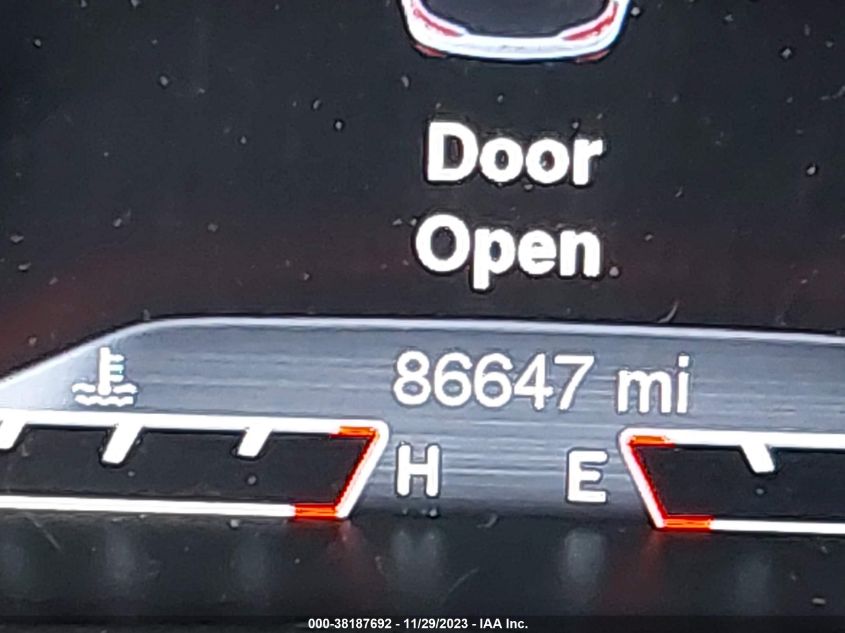 Door
Open
86647 mi
H E
000-38187692 - 11/29/2023 - IAA Inc.